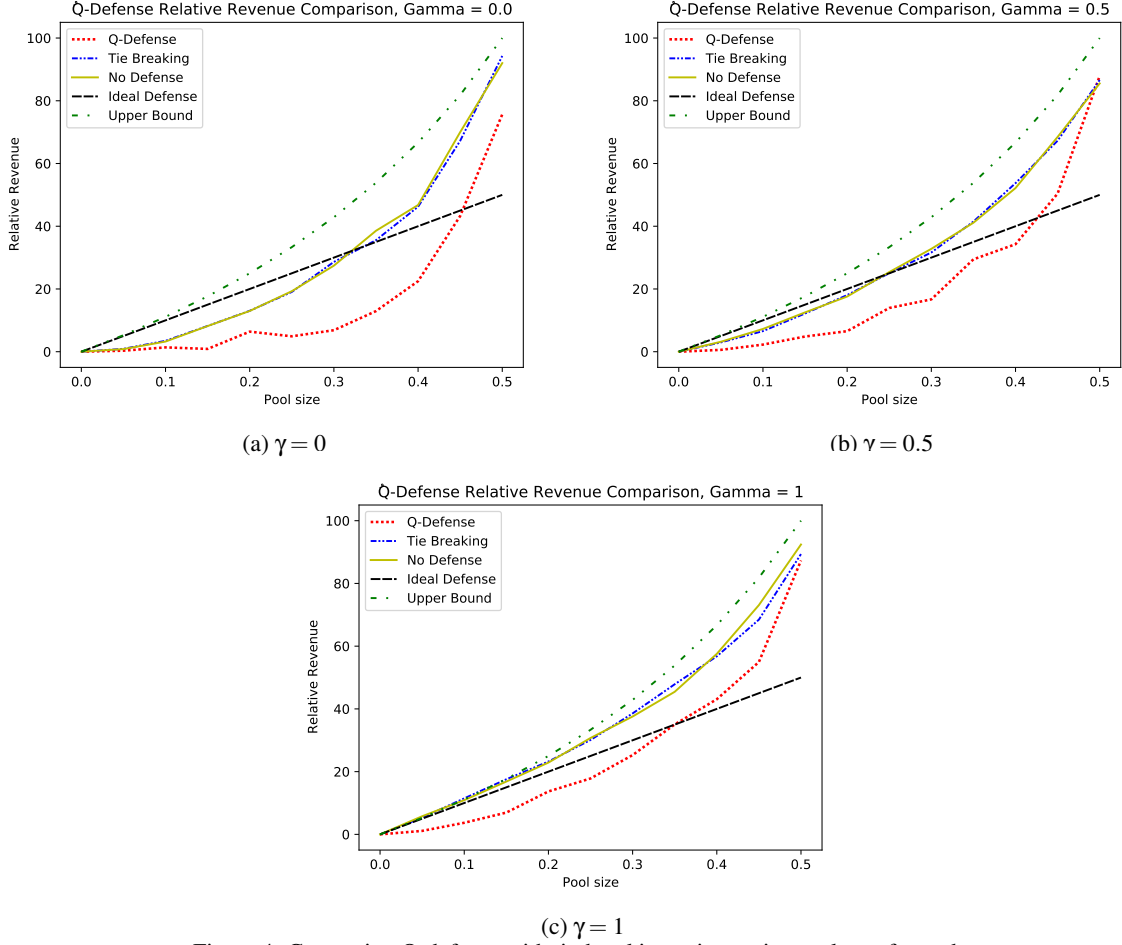 Q-Defense Relative Revenue Comparison, Gamma = 0.0
100
80
60
40
20
0
Relative Revenue
Q-Defense
Tie Breaking
No Defense
Ideal Defense
Upper Bound
0.0 0.1 0.2 0.3 0.4 0.5
Pool size
(a) γ = 0
Q-Defense Relative Revenue Comparison, Gamma = 0.5
100
80
60
40
20
0
Relative Revenue
Q-Defense
Tie Breaking
No Defense
Ideal Defense
Upper Bound
0.0 0.1 0.2 0.3 0.4 0.5
Pool size
(b) γ = 0.5
Q-Defense Relative Revenue Comparison, Gamma = 1
100
80
60
40
20
0
Relative Revenue
Q-Defense
Tie Breaking
No Defense
Ideal Defense
Upper Bound
0.0 0.1 0.2 0.3 0.4 0.5
Pool size
(c) γ = 1